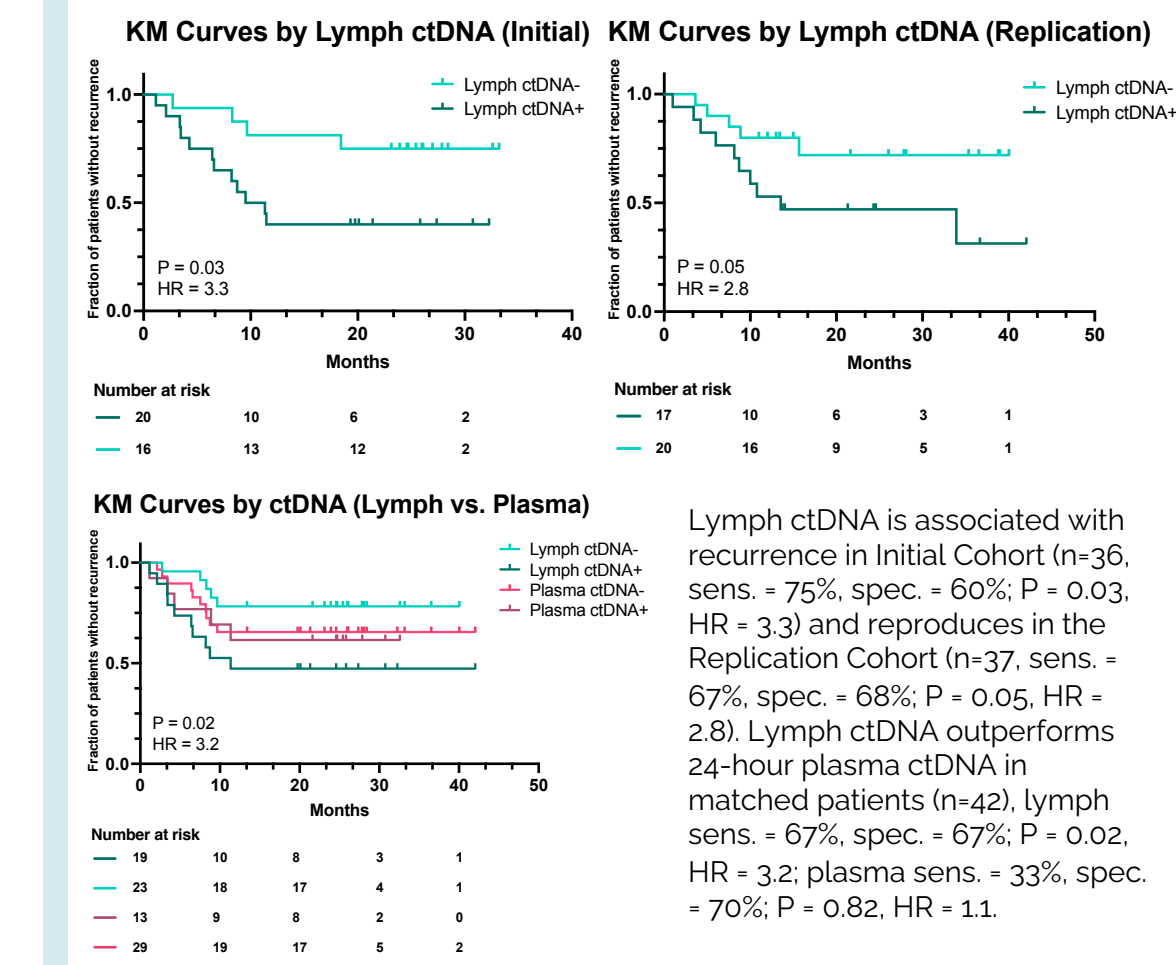 KM Curves by Lymph ctDNA (Initial)
Fraction of patients without recurrence
1.0
0.5
0.0
Lymph ctDNA-
Lymph ctDNA+
P = 0.03
HR = 3.3
0 10 20 30 40
Months
Number at risk
20 10 6 2
16 13 12 2
KM Curves by Lymph ctDNA (Replication)
Fraction of patients without recurrence
1.0
0.5
0.0
Lymph ctDNA-
Lymph ctDNA+
P = 0.05
HR = 2.8
0 10 20 30 40 50
Months
Number at risk
17 10 6 3 1
20 16 9 5 1
KM Curves by ctDNA (Lymph vs. Plasma)
Fraction of patients without recurrence
1.0
0.5
0.0
Lymph ctDNA-
Lymph ctDNA+
Plasma ctDNA-
Plasma ctDNA+
P = 0.02
HR = 3.2
0 10 20 30 40 50
Months
Number at risk
19 10 8 3 1
23 18 17 4 1
13 9 8 2 0
29 19 17 5 2
Lymph ctDNA is associated with
recurrence in Initial Cohort (n=36,
sens. = 75%, spec. = 60%; P = 0.03,
HR = 3.3) and reproduces in the
Replication Cohort (n=37, sens. =
67%, spec. = 68%; P = 0.05, HR =
2.8). Lymph ctDNA outperforms
24-hour plasma ctDNA in
matched patients (n=42), lymph
sens. = 67%, spec. = 67%; P = 0.02,
HR = 3.2; plasma sens. = 33%, spec.
= 70%; P = 0.82, HR = 1.1.